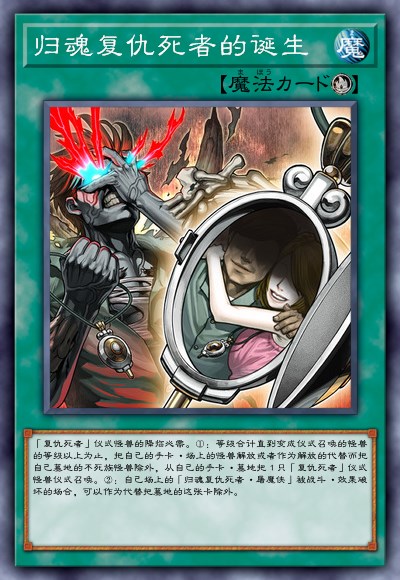 归魂复仇死者的诞生
魔
【魔法カード】
まほう
「复仇死者」仪式怪兽的降临必需。①：等级合计直到变成仪式召唤的怪兽
的等级以上为止，把自己的手卡·场上的怪兽解放或者作为解放的代替而把
自己墓地的不死族怪兽除外，从自己的手卡·墓地把1只「复仇死者」仪式
怪兽仪式召唤。②：自己场上的「归魂复仇死者·屠魔侠」被战斗·效果破
坏的场合，可以作为代替把墓地的这张卡除外。